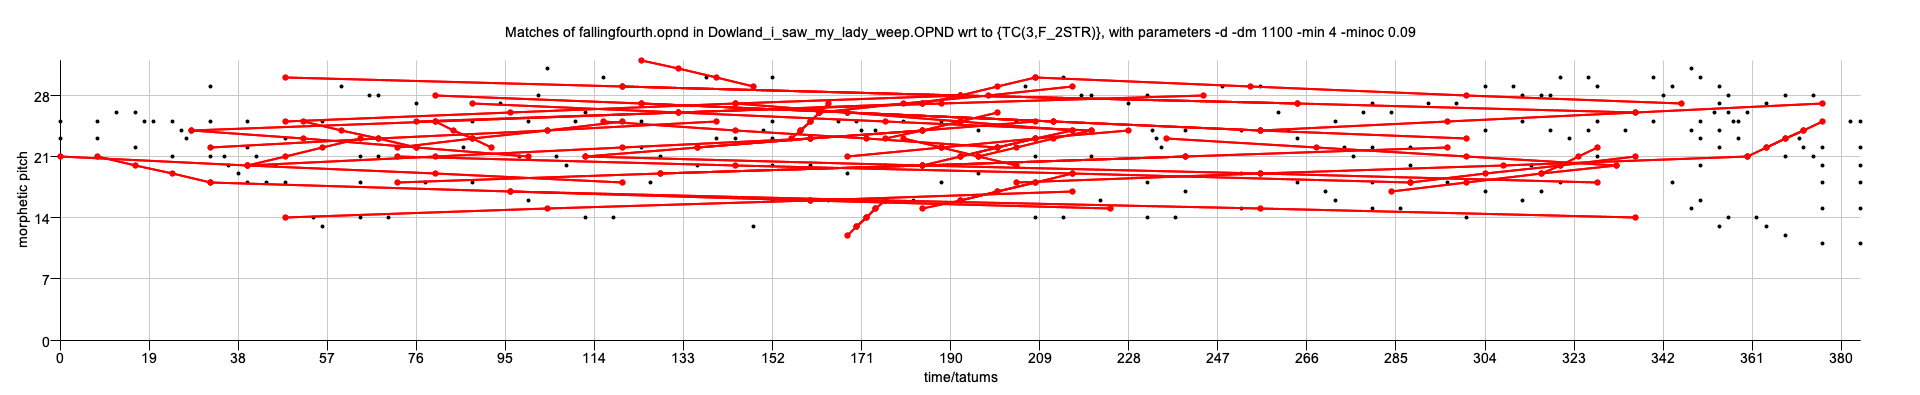 Matches of fallingfourth.opnd in Dowland_i_saw_my_lady_weep.OPND wrt to {TC(3,F_2STR)}, with parameters -d -dm 1100 -min 4 -minoc 0.09
28
21
14
7
0
morphetic pitch
0 19 38 57 76 95 114 133 152 171 190 209 228 247 266 285 304 323 342 361 380
time/tatums